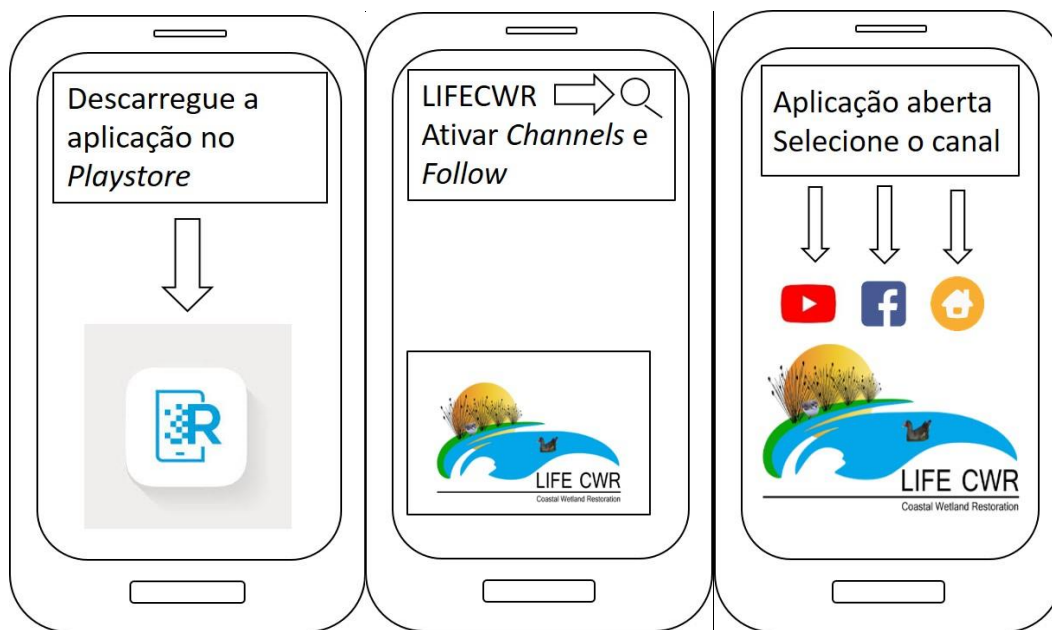 Descarregue a
aplicação no
Playstore
R
LIFECWR
Ativar Channels e
Follow
LIFE CWR
Coastal Wetland Restoration
Aplicação aberta
Selecione o canal
f
LIFE CWR
Coastal Wetland Restoration